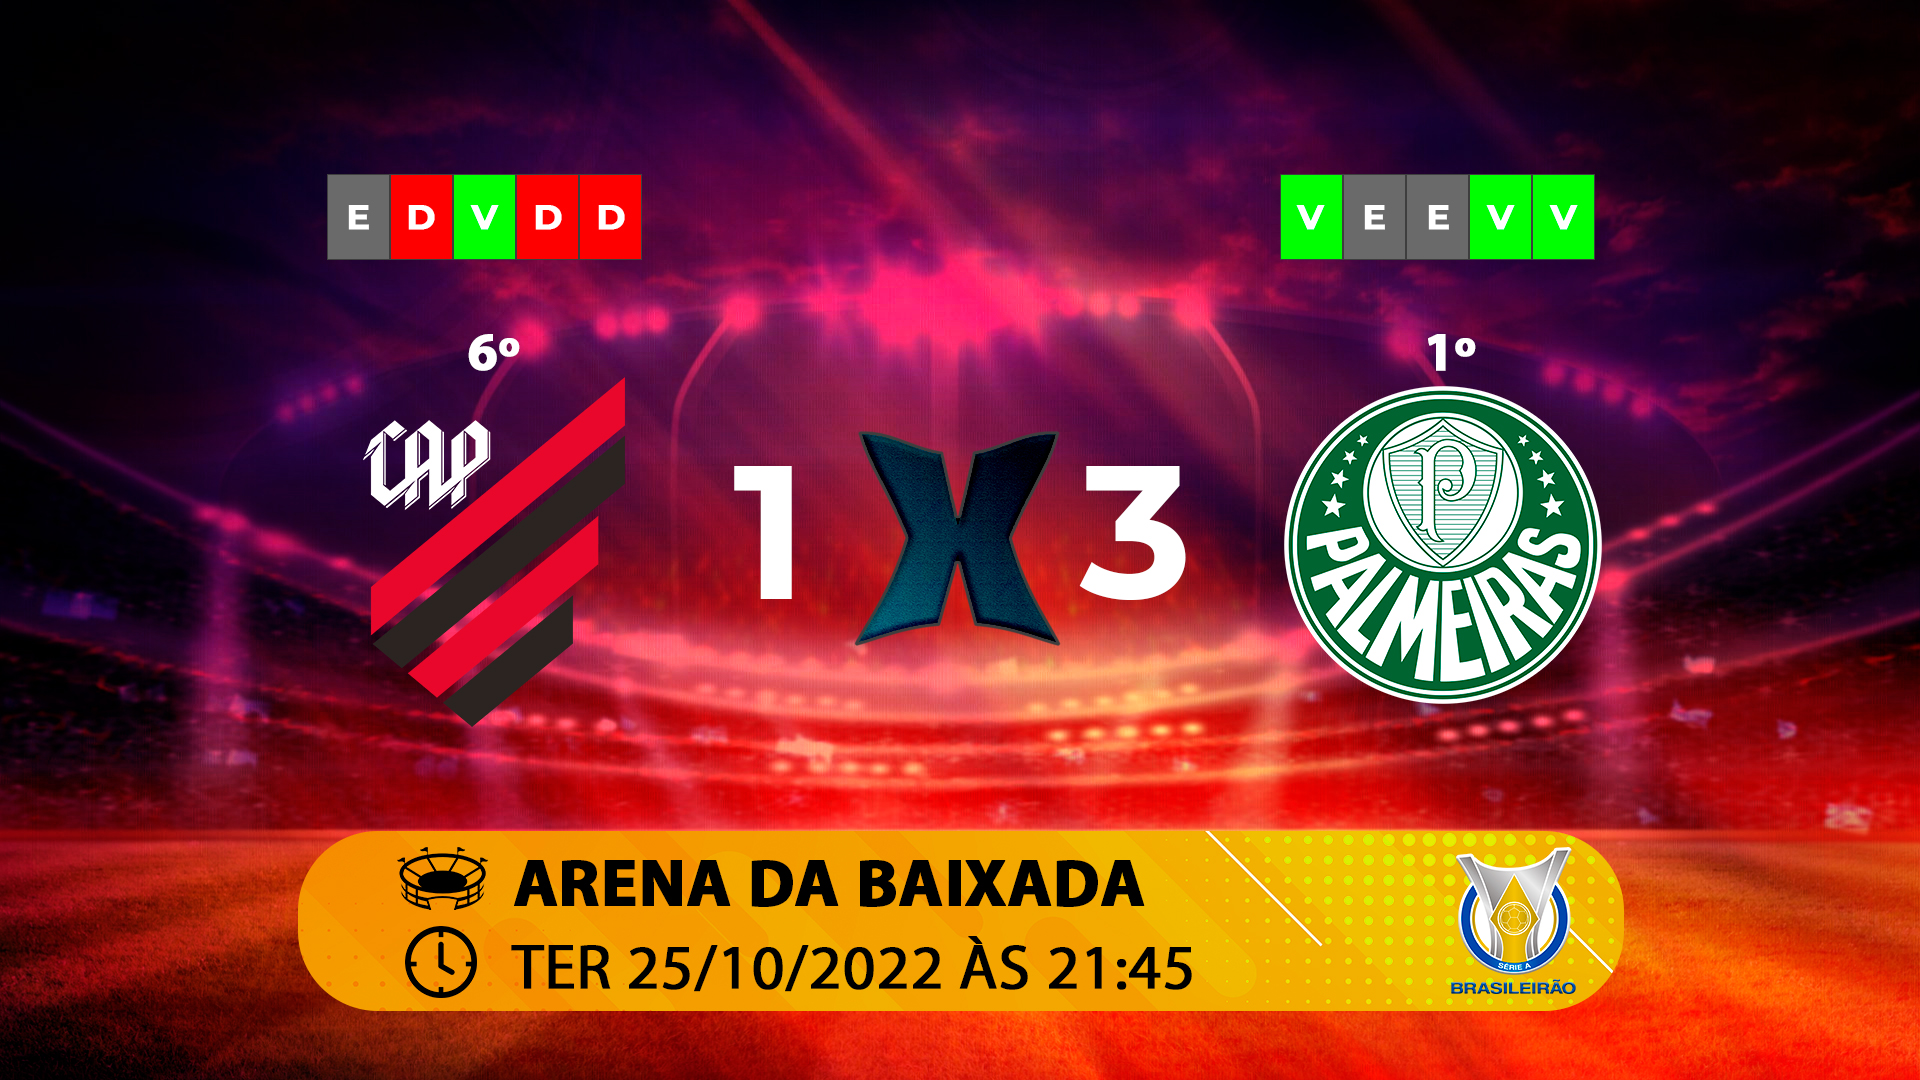 E D V D D
V E E V V
6º
1º
CAP
1 X 3
P
PALMEIRAS
ARENA DA BAIXADA
TER 25/10/2022 ÀS 21:45
SÉRIE A
BRASILEIRÃO